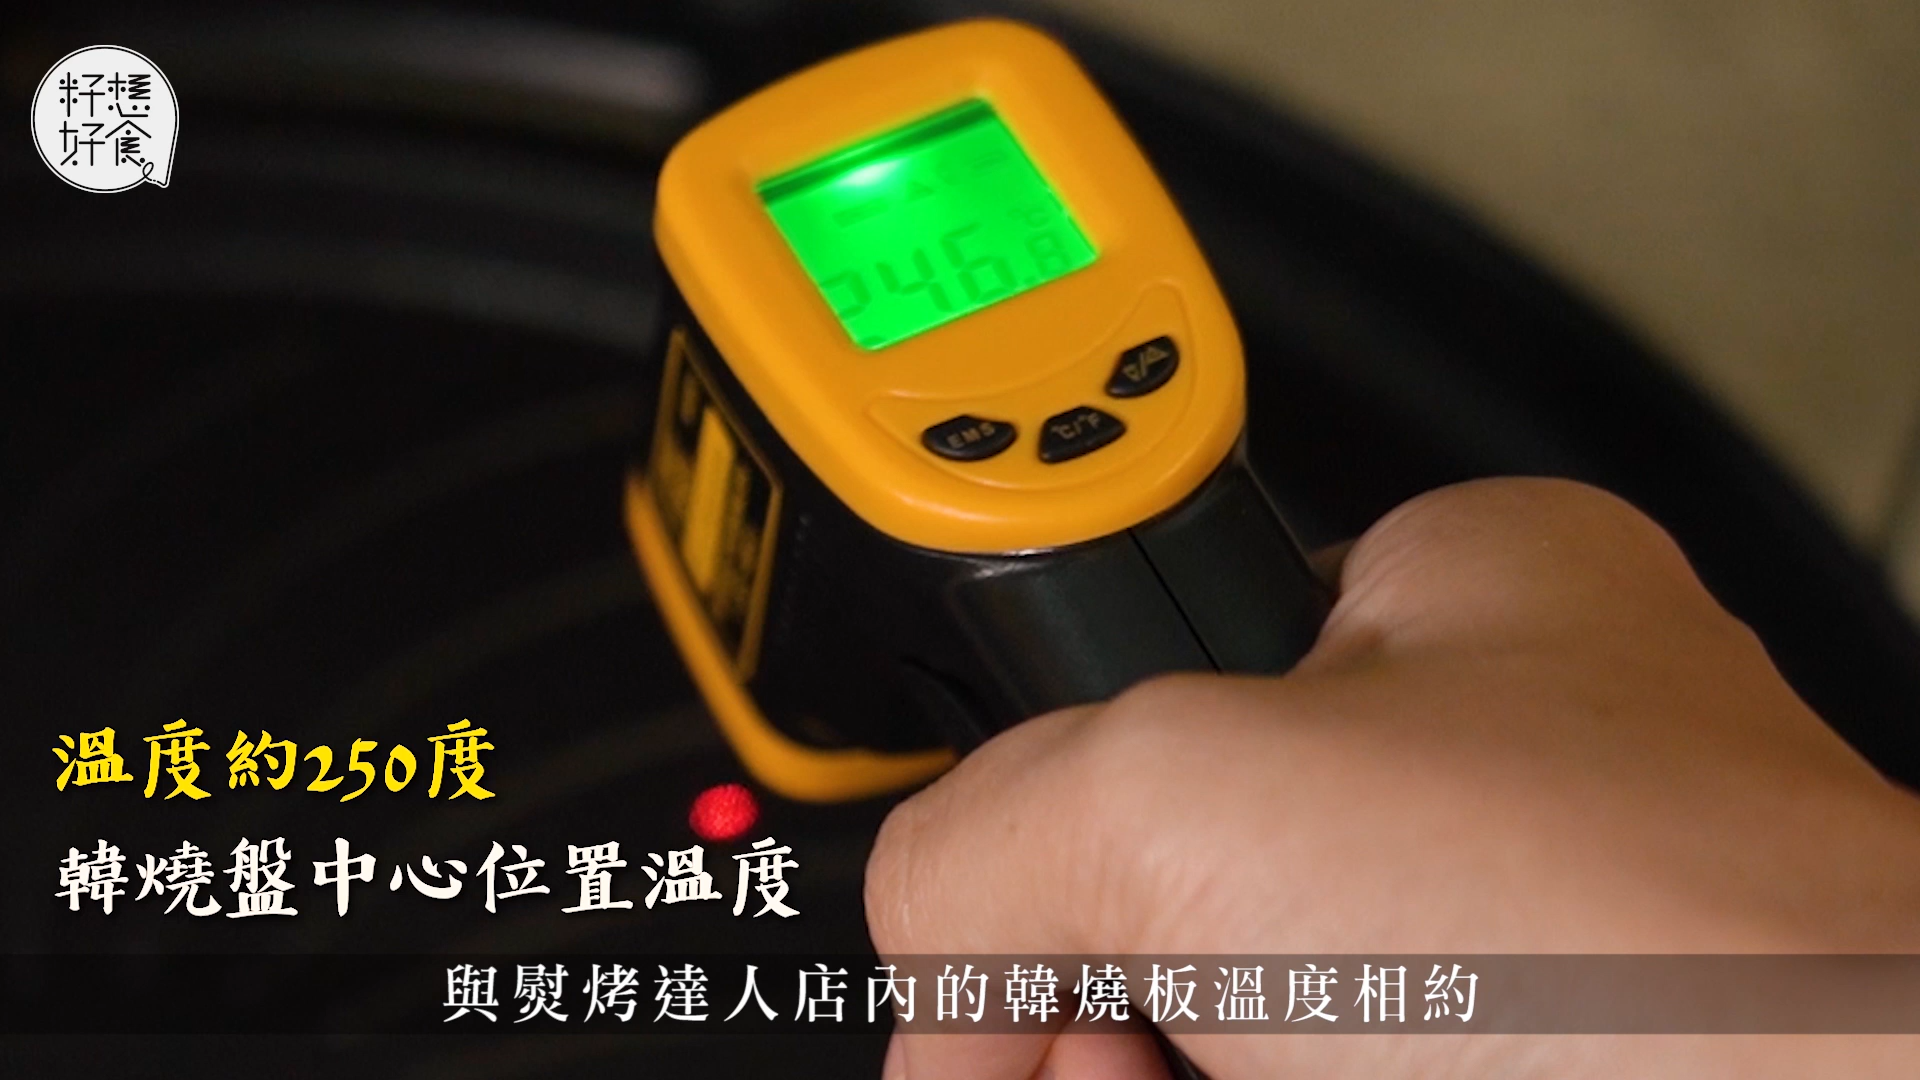 籽想
好食
℃
246.8
EMS
℃/°F
溫度約250度
韓燒盤中心位置溫度
與熨烤達人店內的韓燒板溫度相約